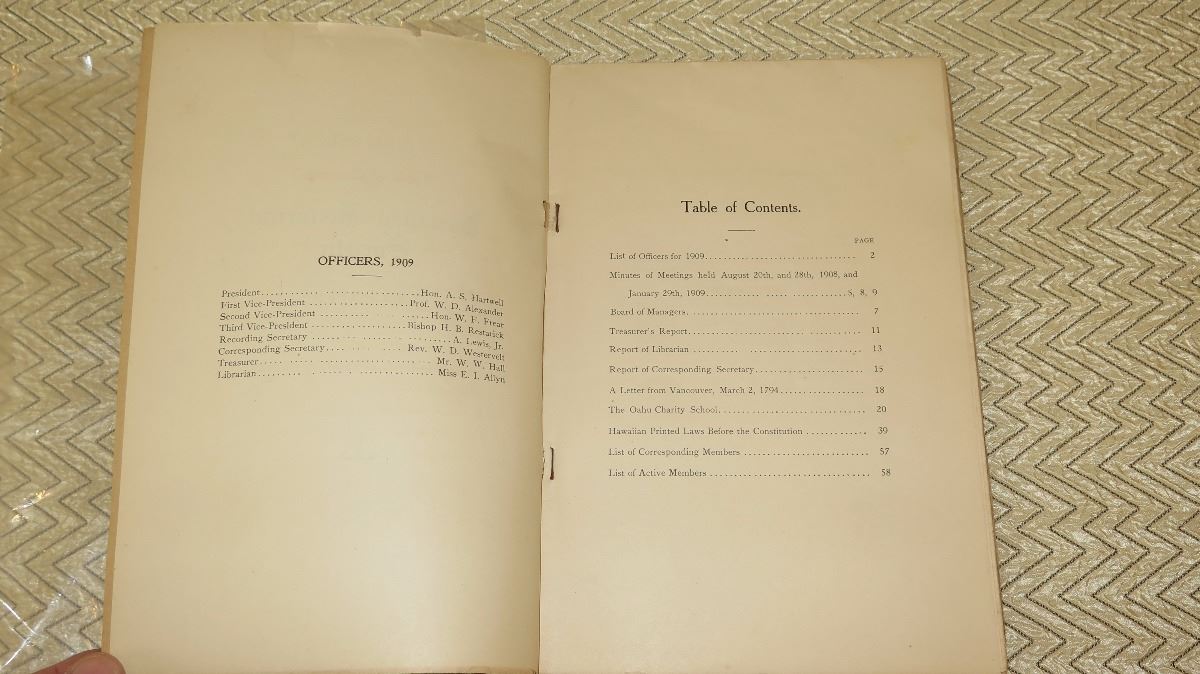 OFFICERS, 1909
President.............................Hon. A. S. Hartwell
First Vice-President ..................Prof. W. D. Alexander
Second Vice-President ....................Hon. W. F. Frear
Third Vice-President .................Bishop H. B. Restarick
Recording Secretary ..........................A. Lewis, Jr.
Corresponding Secretary.............. Rev. W. D. Westervelt
Treasurer................................Mr. W. W. Hall
Librarian............................... Miss E. I. Allyn
Table of Contents.
PAGE
List of Officers for 1909.............................. 2
Minutes of Meetings held August 20th, and 28th, 1908, and
January 29th, 1909............................5, 8, 9
Board of Managers.................................. 7
Treasurer's Report.................................. 11
Report of Librarian ................................. 13
Report of Corresponding Secretary...................... 15
A Letter from Vancouver, March 2, 1794................. 18
The Oahu Charity School............................. 20
Hawaiian Printed Laws Before the Constitution ............ 39
List of Corresponding Members ......................... 57
List of Active Members ................................ 58